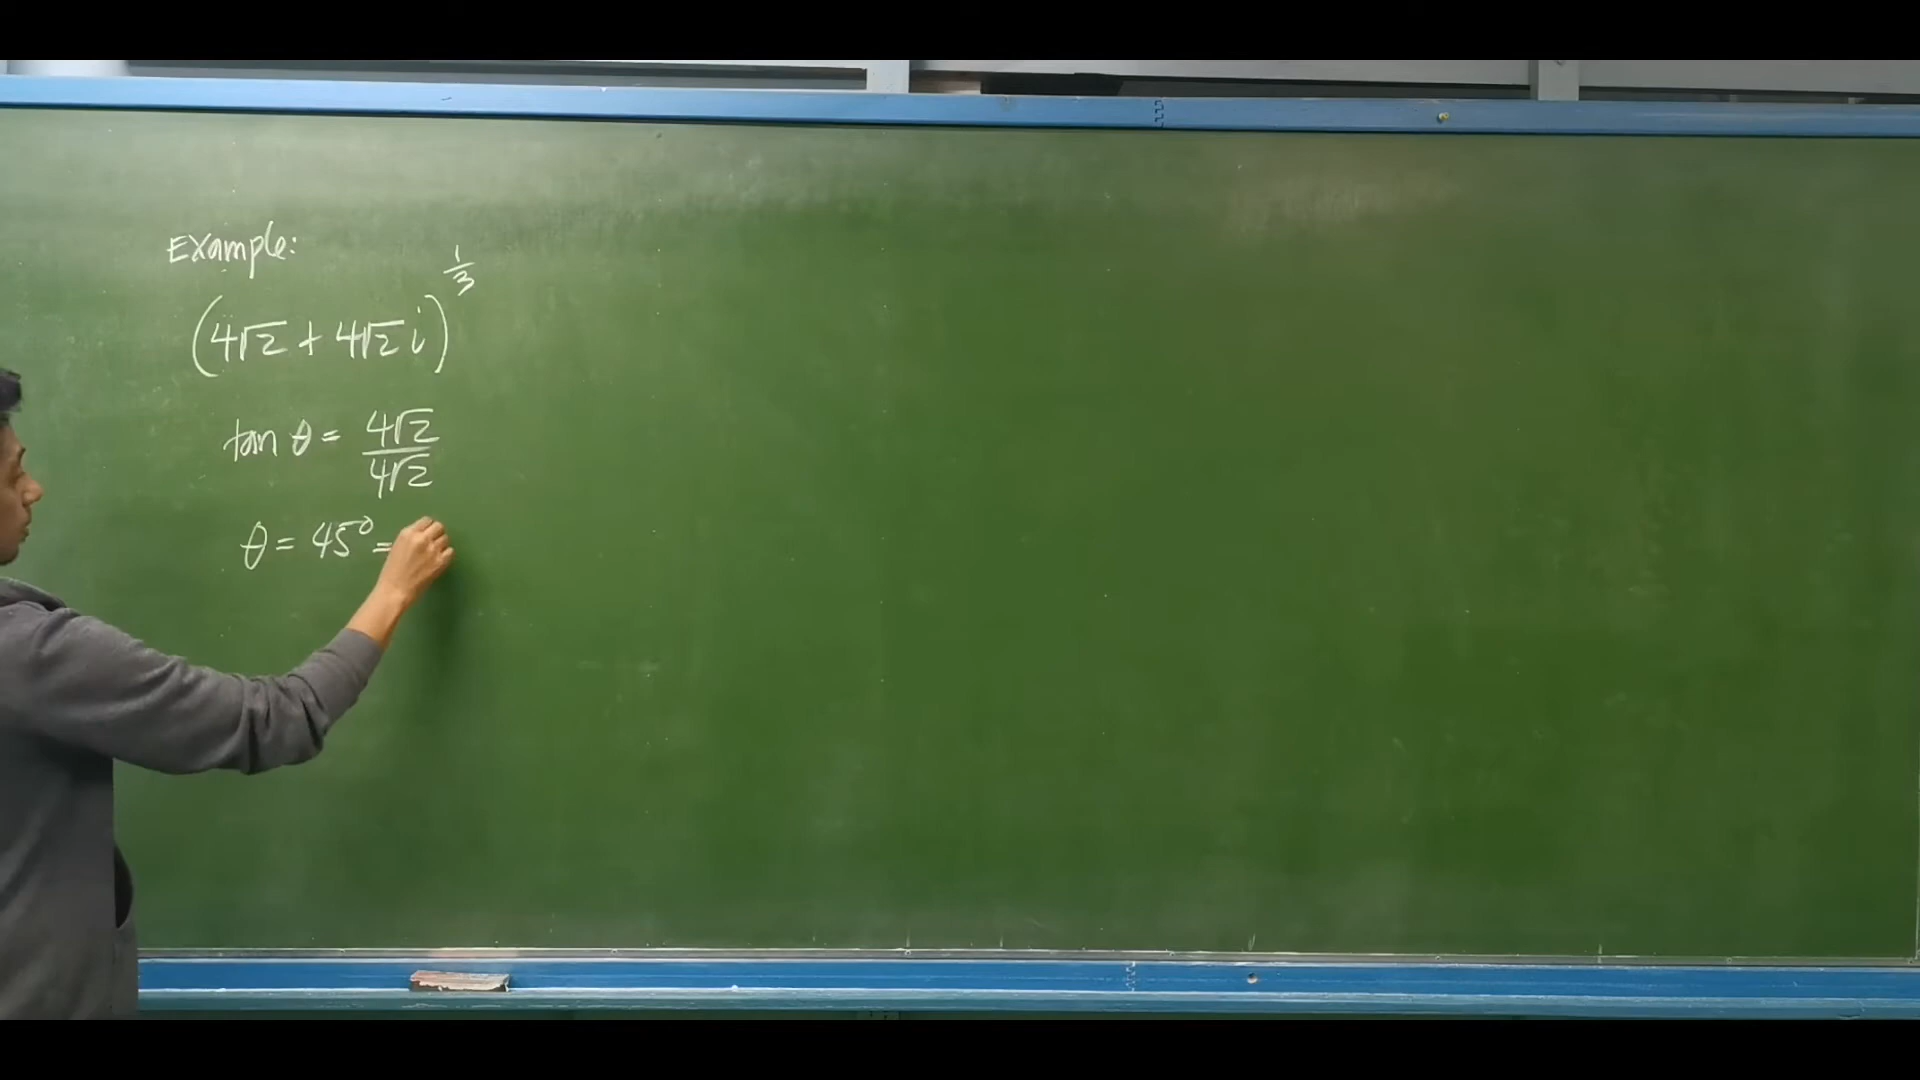 Example:
(4√2 + 4√2 i)^(1/3)
tan θ = 4√2/4√2
θ = 45° =